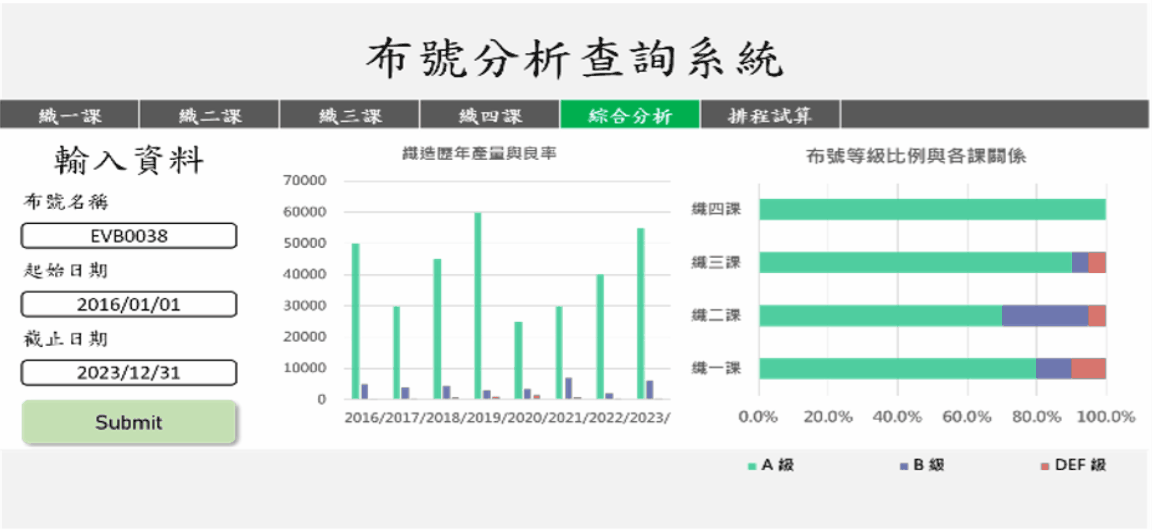 布號分析查詢系統
織一課 織二課 織三課 織四課 綜合分析 排程試算
輸入資料
布號名稱
EVB0038
起始日期
2016/01/01
截止日期
2023/12/31
Submit
織造歷年產量與良率
70000
60000
50000
40000
30000
20000
10000
0
2016/2017/2018/2019/2020/2021/2022/2023/
布號等級比例與各課關係
織四課
織三課
織二課
織一課
0.0% 20.0% 40.0% 60.0% 80.0% 100.0%
A 級 B 級 DEF 級